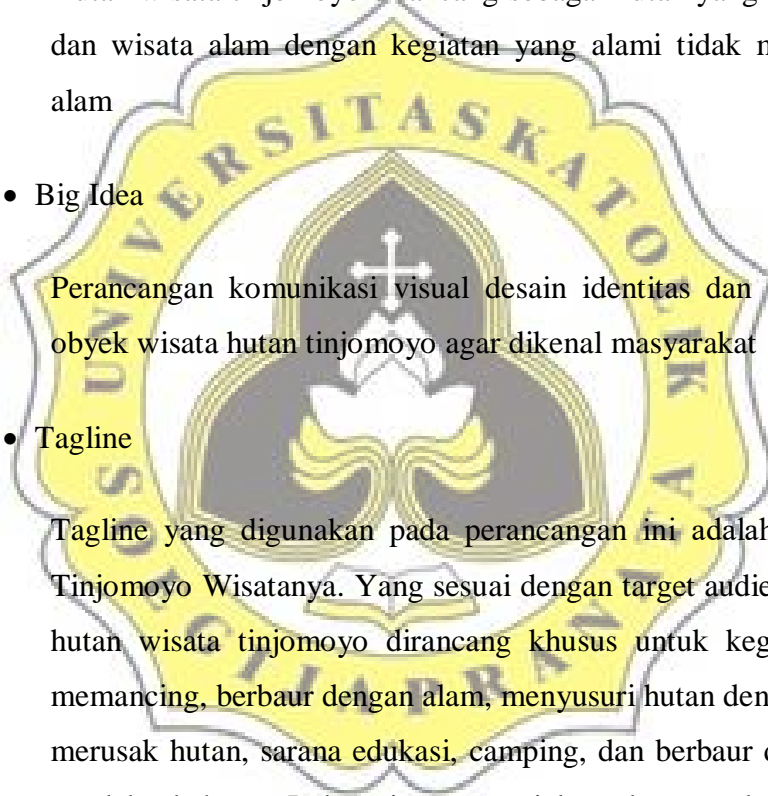 dan wisata alam dengan kegiatan yang alami tidak
alam
• Big Idea
Perancangan komunikasi visual desain identitas dan
obyek wisata hutan tinjomoyo agar dikenal masyarakat
• Tagline
Tagline yang digunakan pada perancangan ini adalah
Tinjomoyo Wisatanya. Yang sesuai dengan target
hutan wisata tinjomoyo dirancang khusus untuk
memancing, berbaur dengan alam, menyusuri hutan
merusak hutan, sarana edukasi, camping, dan berbaur
UNIVERSITAS KATOLIK
SOEGIJAPRANATA